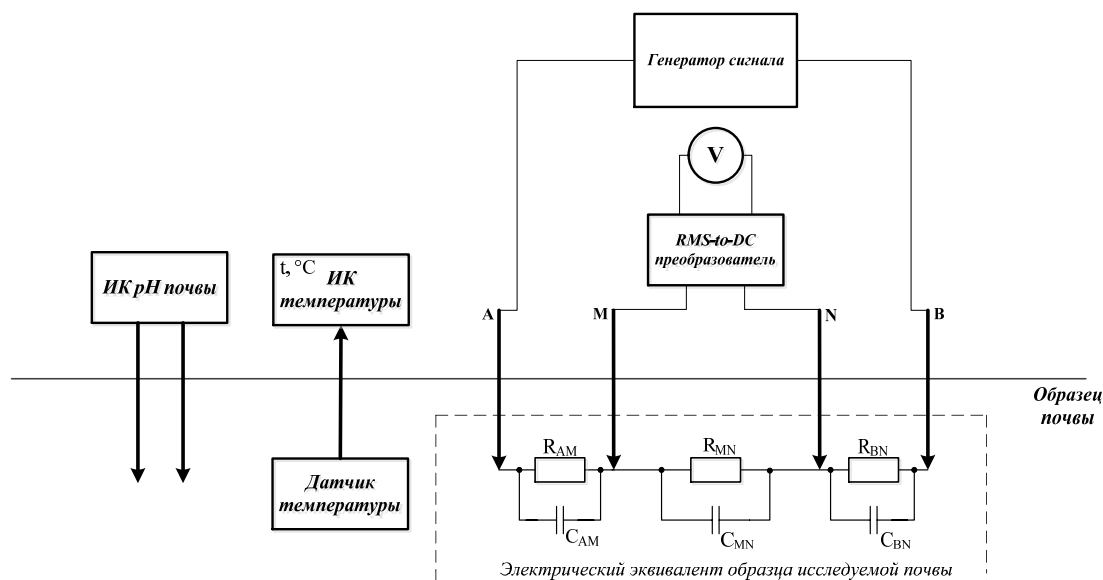 Генератор сигнала
V
RMS-to-DC
преобразователь
ИК pH почвы
t, °C
ИК
температуры
A
M
N
B
Образец
почвы
Датчик
температуры
R_AM
R_MN
R_BN
C_AM
C_MN
C_BN
Электрический эквивалент образца исследуемой почвы